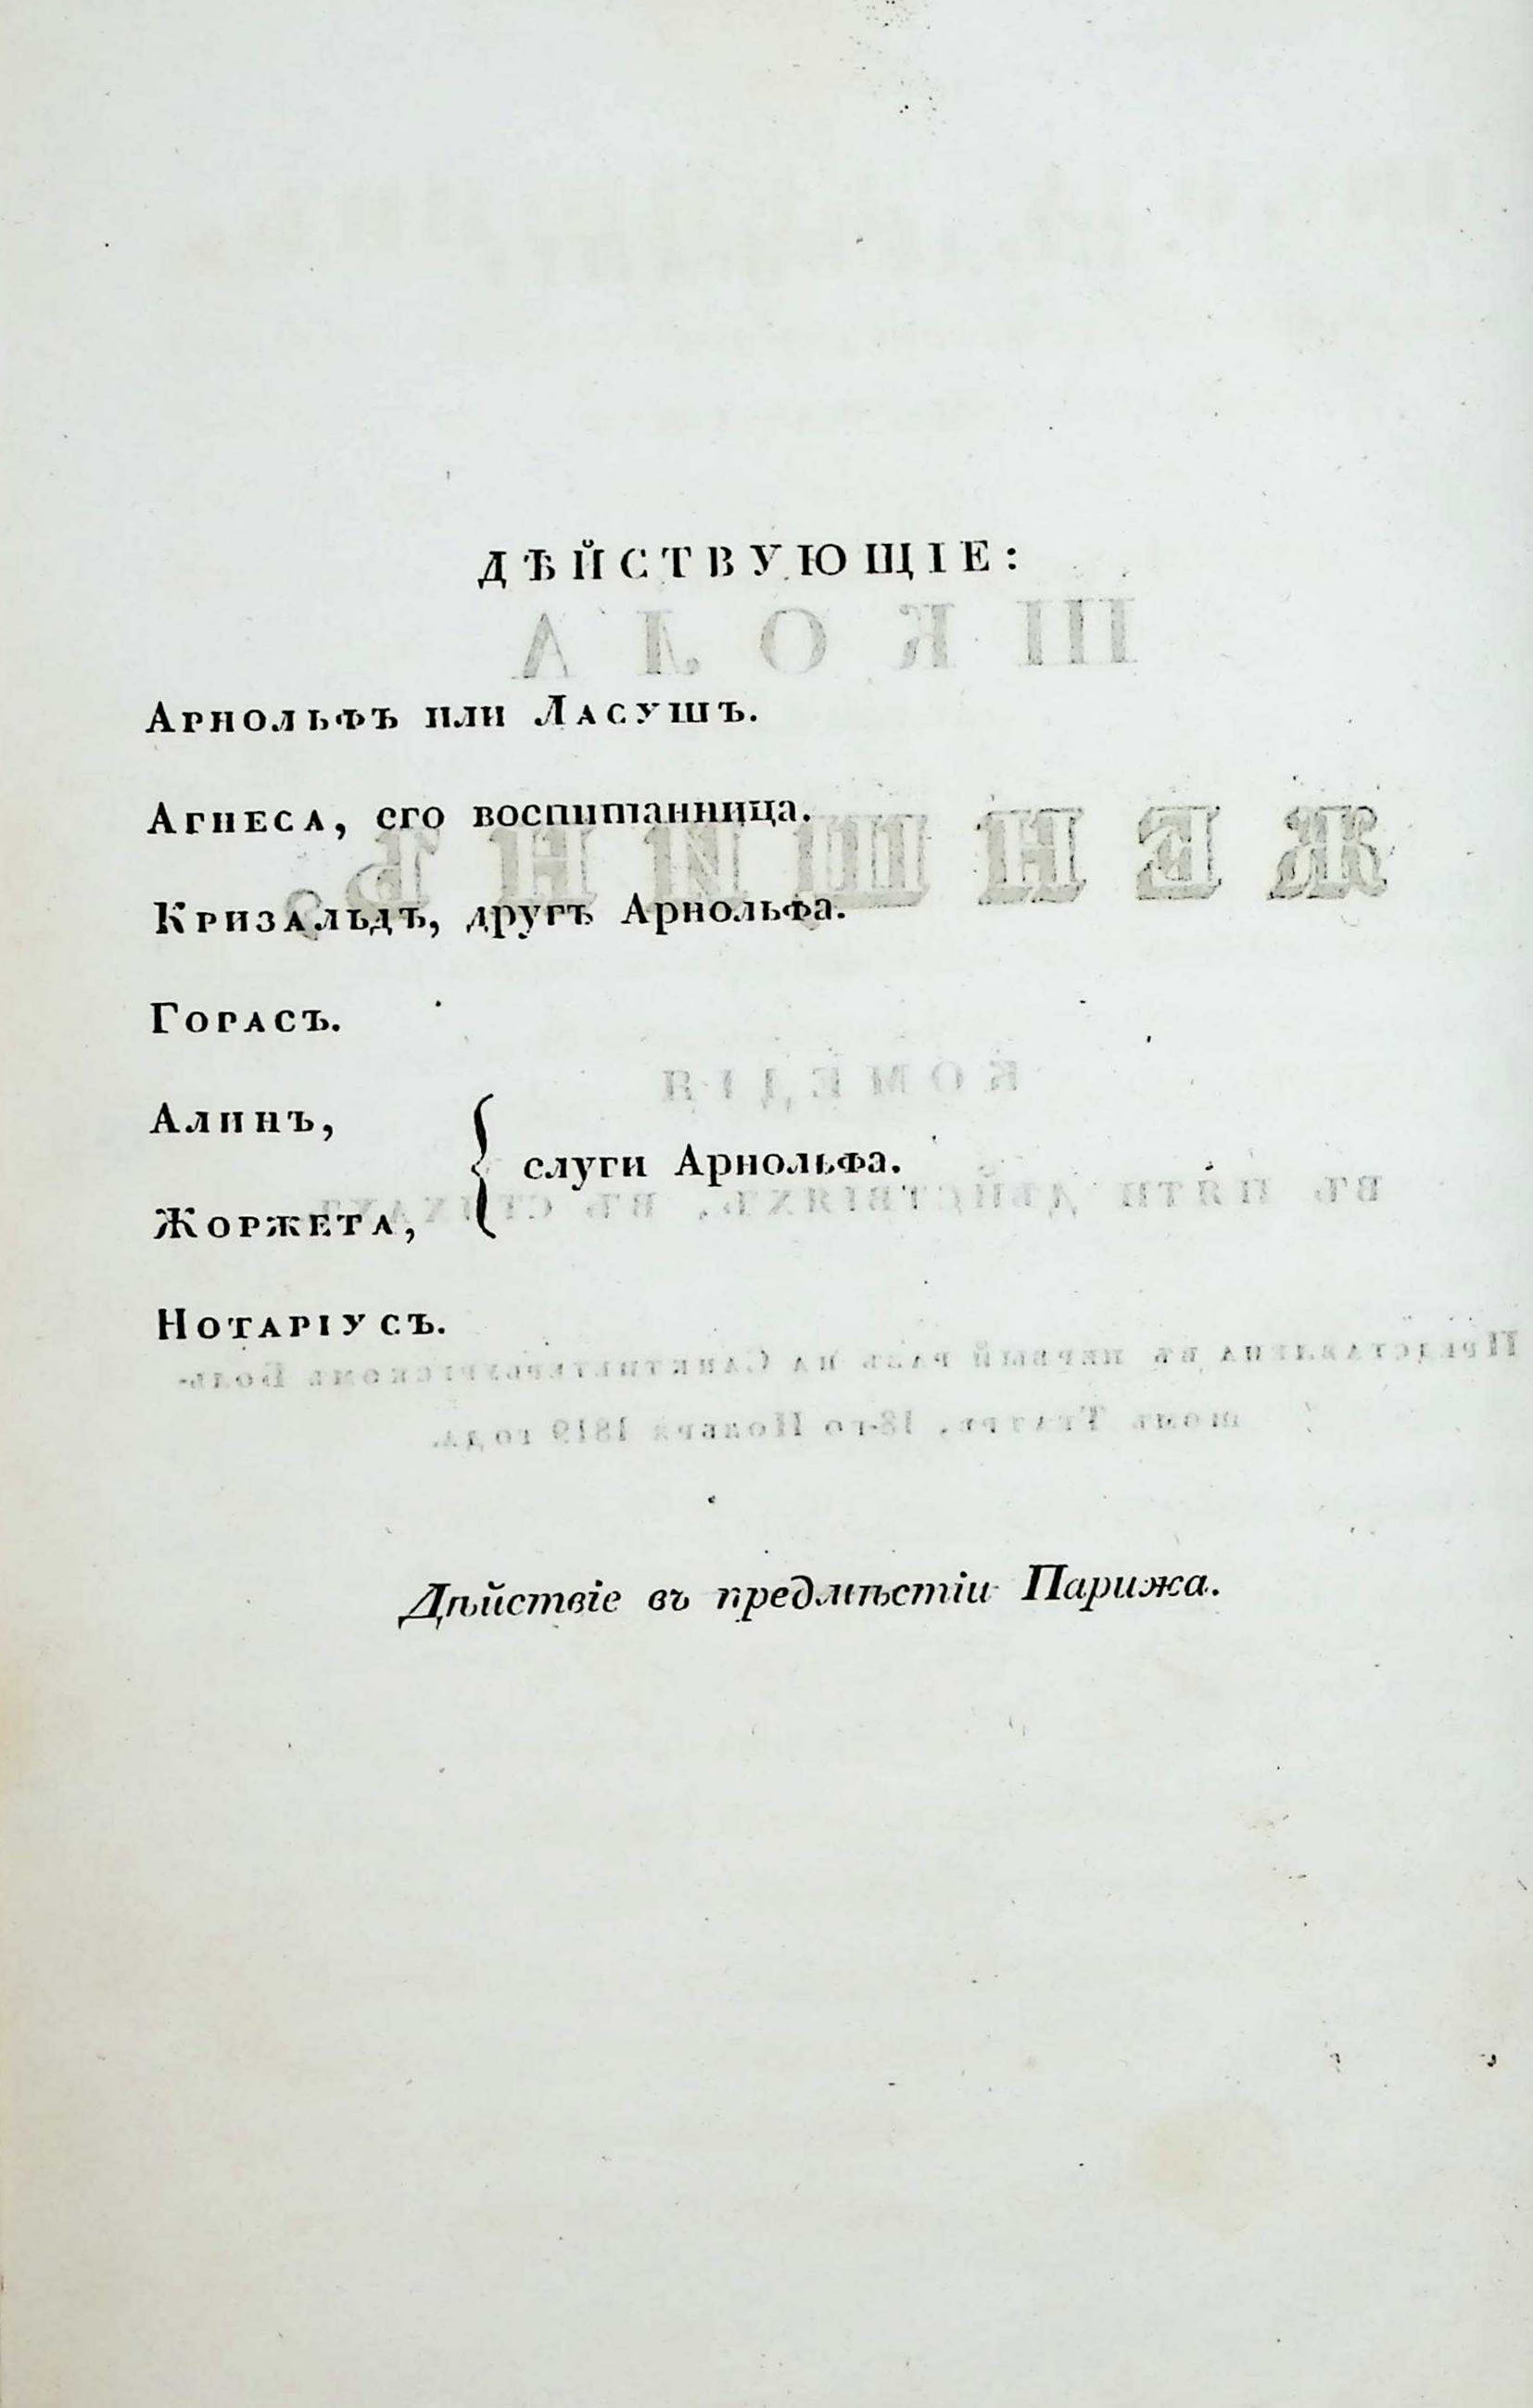 ДѢЙСТВУЮЩІЕ:
Арнольфъ или Ласушъ.
Агнеса, его воспитанница.
Кризальдъ, другъ Арнольфа.
Горасъ.
Алинъ,
слуги Арнольфа.
Жоржета,
Нотаріусъ.
Дѣйствіе въ предмѣстіи Парижа.